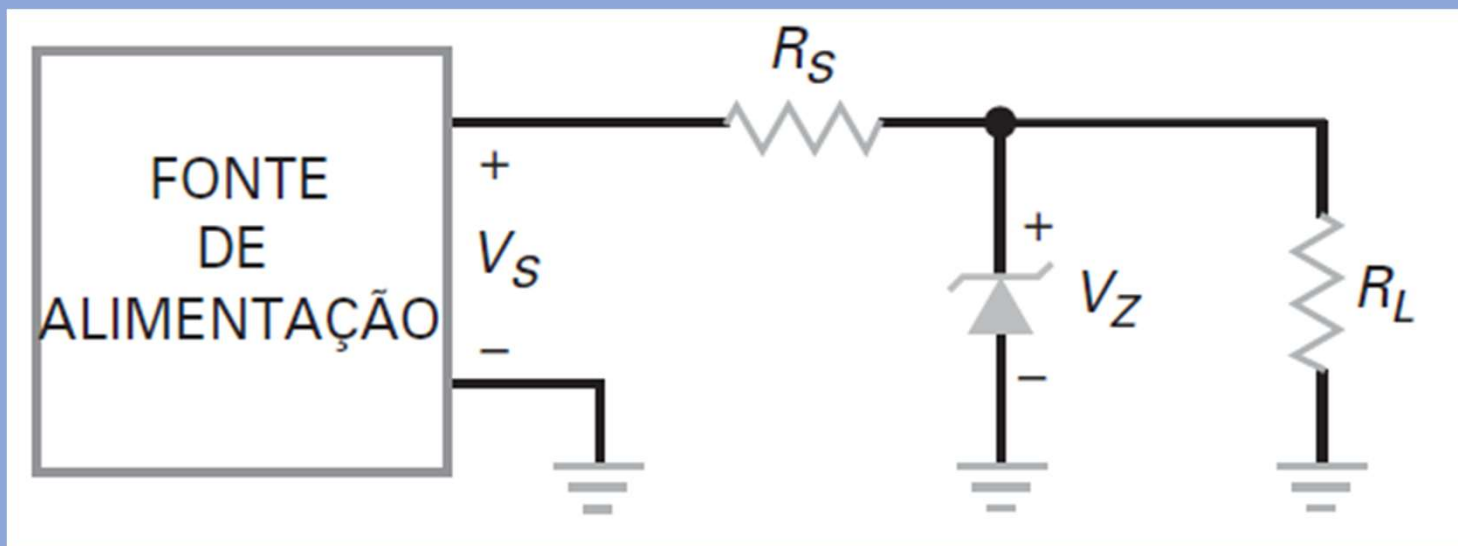 FONTE
DE
ALIMENTAÇÃO
+
V_S
−
R_S
+
V_Z
−
R_L